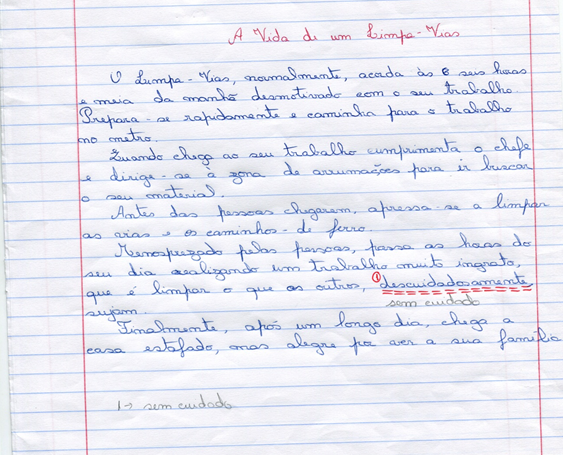 A Vida de um Limpa-Vias
O Limpa-Vias, normalmente, acorda às 6 seis horas
e meia da manhã desmotivado com o seu trabalho.
Prepara-se rapidamente e caminha para o trabalho
no metro.
Quando chega ao seu trabalho cumprimenta o chefe
e dirige-se à zona de arrumações para ir buscar
o seu material.
Antes das pessoas chegarem, apressa-se a limpar
as vias e os caminhos-de ferro.
Menosprezado pelas pessoas, passa as horas do
seu dia realizando um trabalho muito ingrato,
que é limpar o que os outros, ① descuidadosamente
sem cuidado
sujam.
Finalmente, após um longo dia, chega a
casa estafado, mas alegre por ver a sua família
1-> sem cuidado